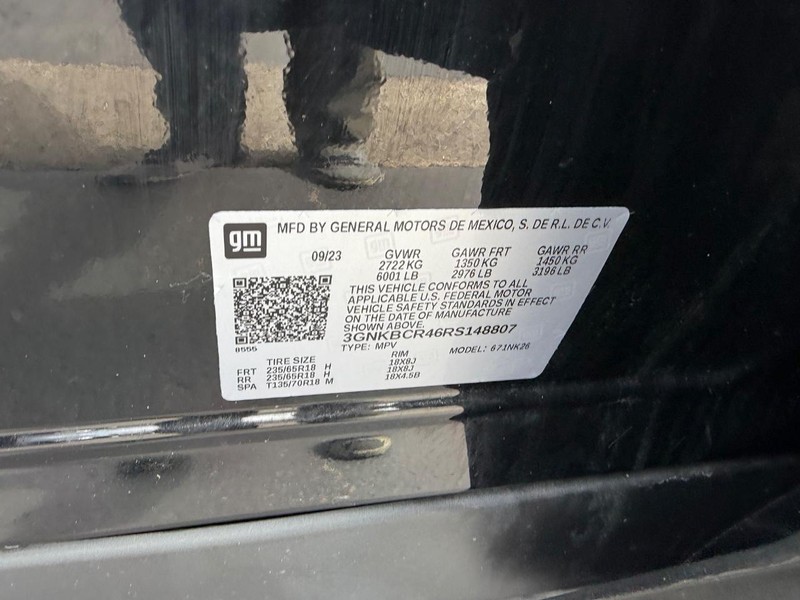 gm MFD BY GENERAL MOTORS DE MEXICO, S. DE R.L. DE C.V.
09/23 GVWR GAWR FRT GAWR RR
2722 KG 1350 KG 1450 KG
6001 LB 2976 LB 3196 LB
THIS VEHICLE CONFORMS TO ALL
APPLICABLE U.S. FEDERAL MOTOR
VEHICLE SAFETY STANDARDS IN EFFECT
ON THE DATE OF MANUFACTURE
SHOWN ABOVE.
8555
3GNKBCR46RS148807
TYPE: MPV MODEL: 671NK26
TIRE SIZE RIM
FRT 235/65R18 H 18X8J
RR 235/65R18 H 18X8J
SPA T135/70R18 M 18X4.5B